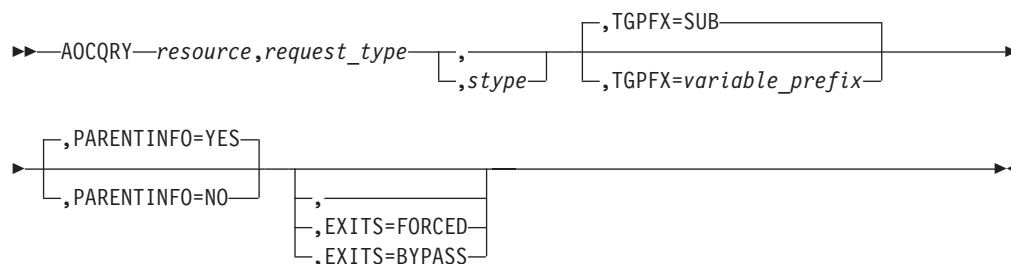 ,TGPFX=SUB
AOCQRY resource,request_type ,
,stype ,TGPFX=variable_prefix
,PARENTINFO=YES
,PARENTINFO=NO ,
,EXITS=FORCED
,EXITS=BYPASS